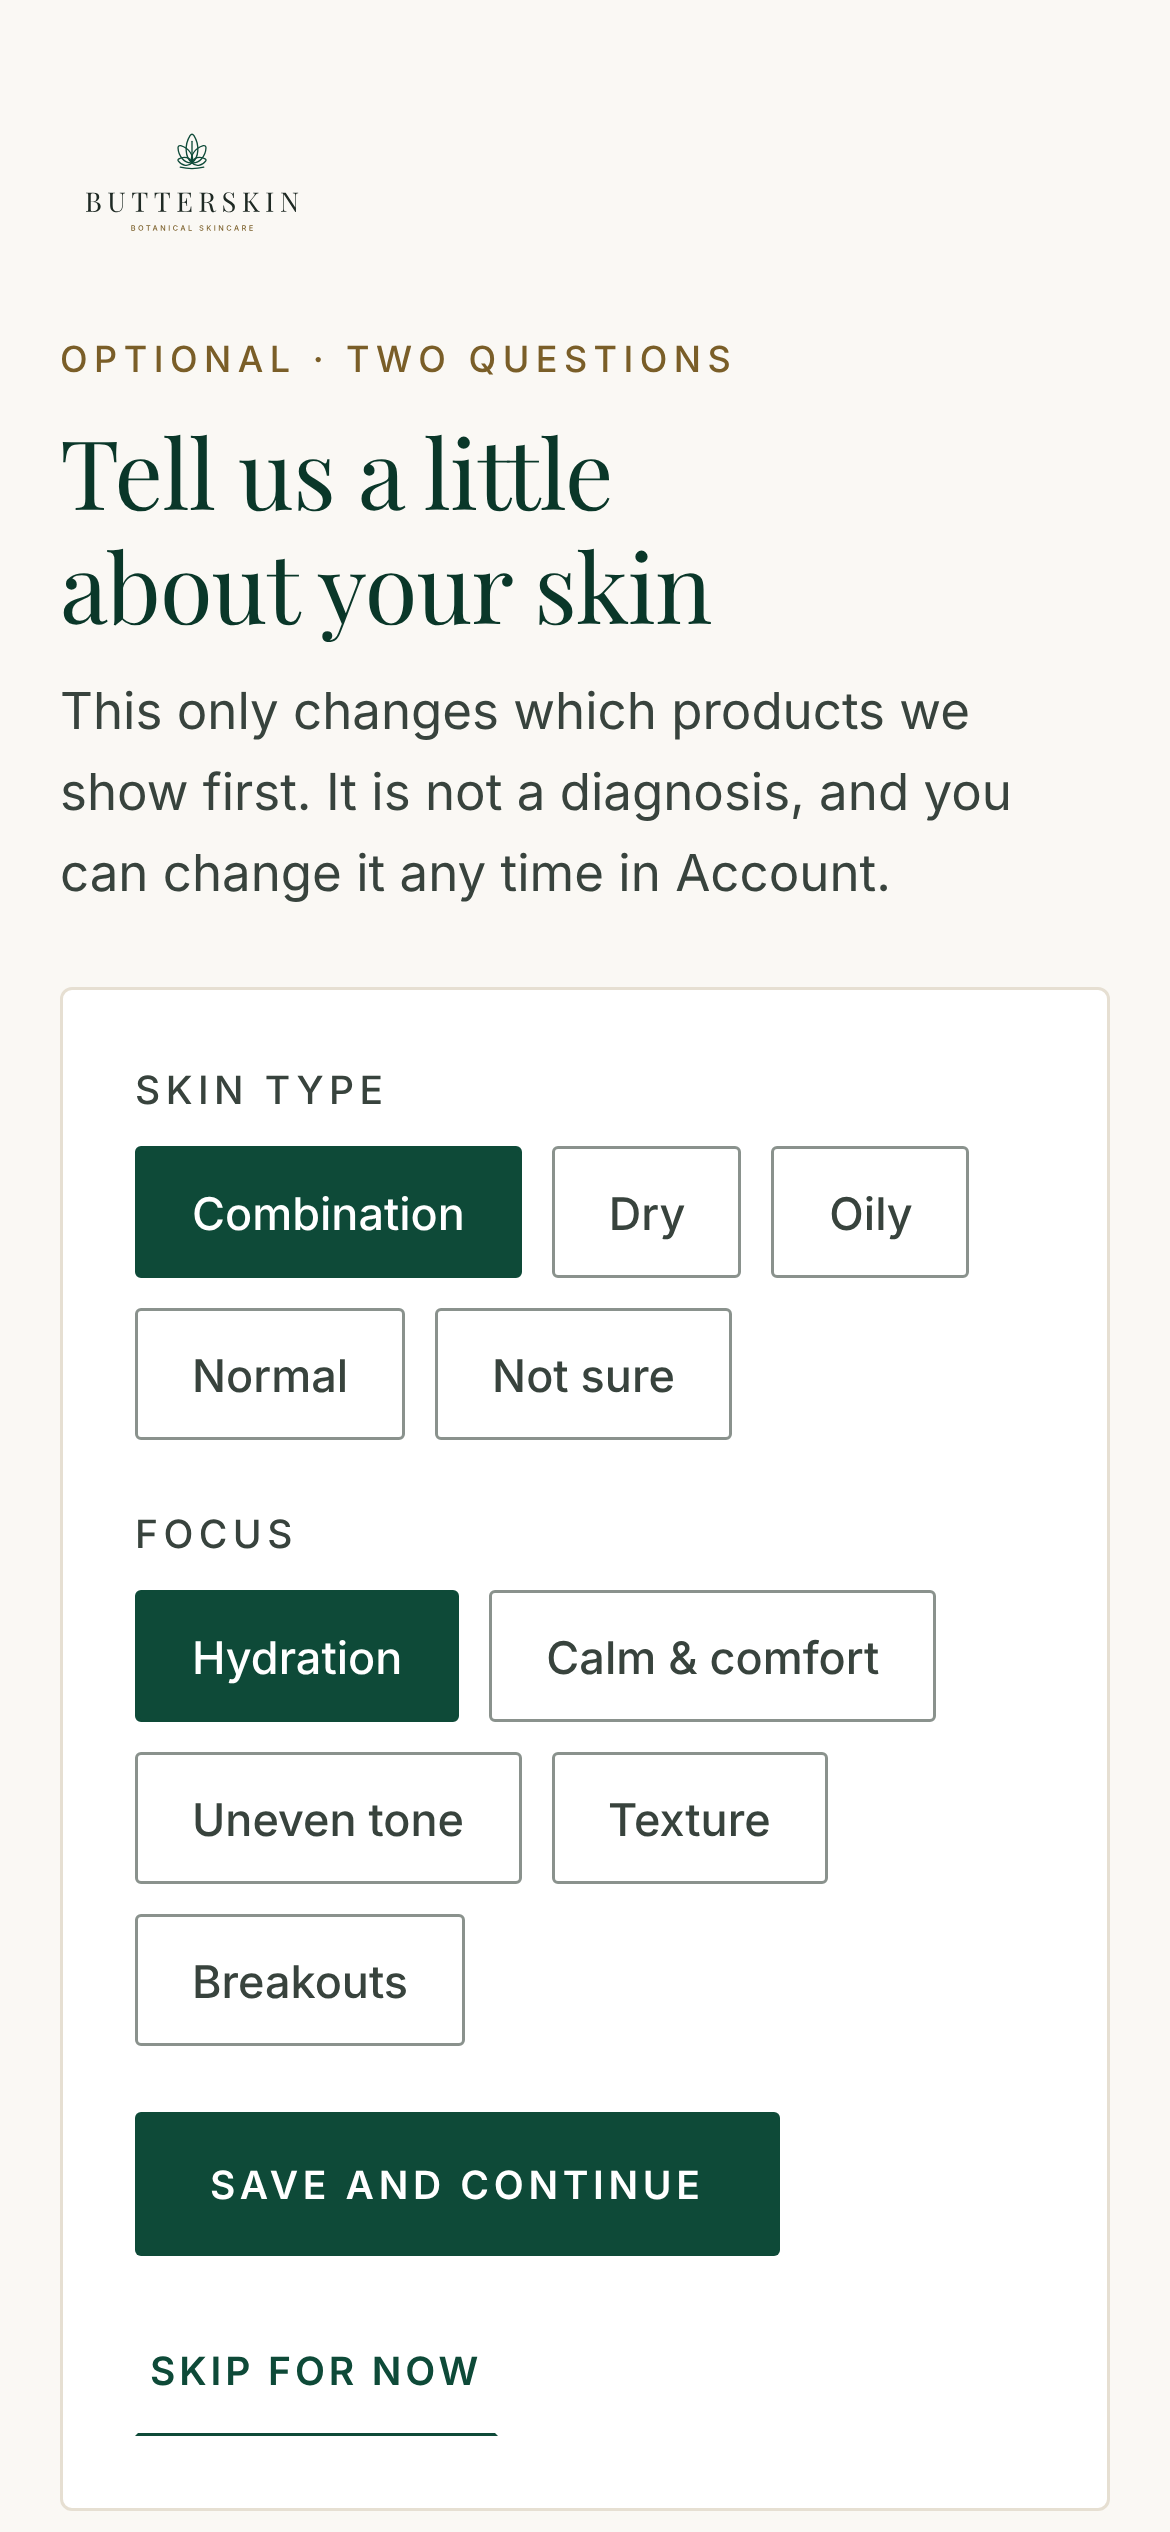 BUTTERSKIN
BOTANICAL SKINCARE
OPTIONAL · TWO QUESTIONS
Tell us a little
about your skin
This only changes which products we
show first. It is not a diagnosis, and you
can change it any time in Account.
SKIN TYPE
Combination Dry Oily
Normal Not sure
FOCUS
Hydration Calm & comfort
Uneven tone Texture
Breakouts
SAVE AND CONTINUE
SKIP FOR NOW